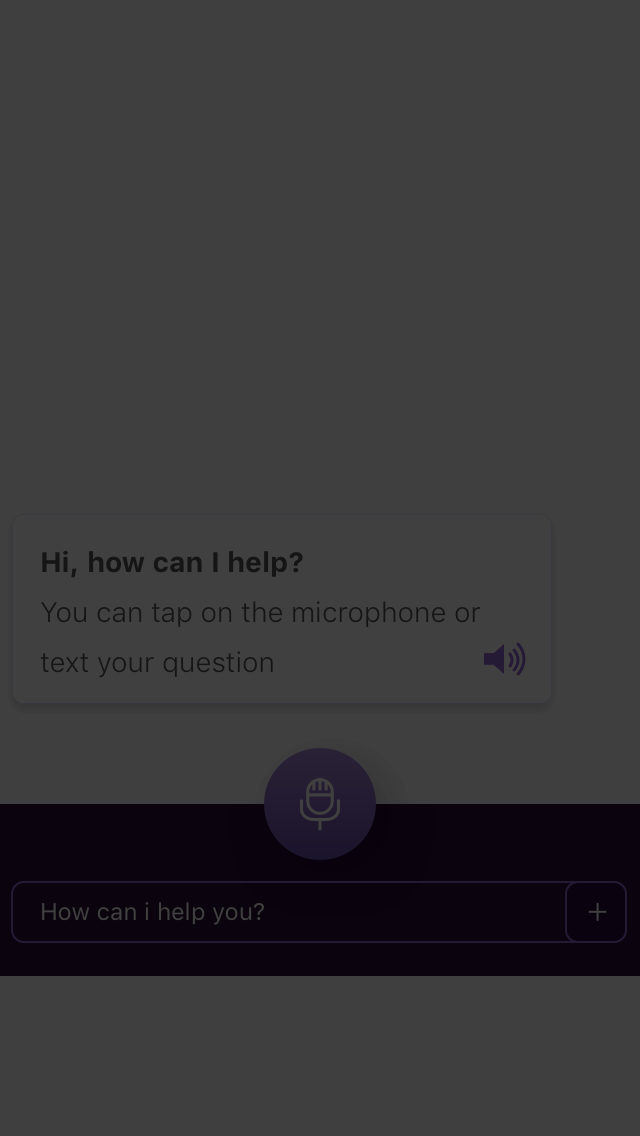 Hi, how can I help?
You can tap on the microphone or
text your question
How can i help you?
+